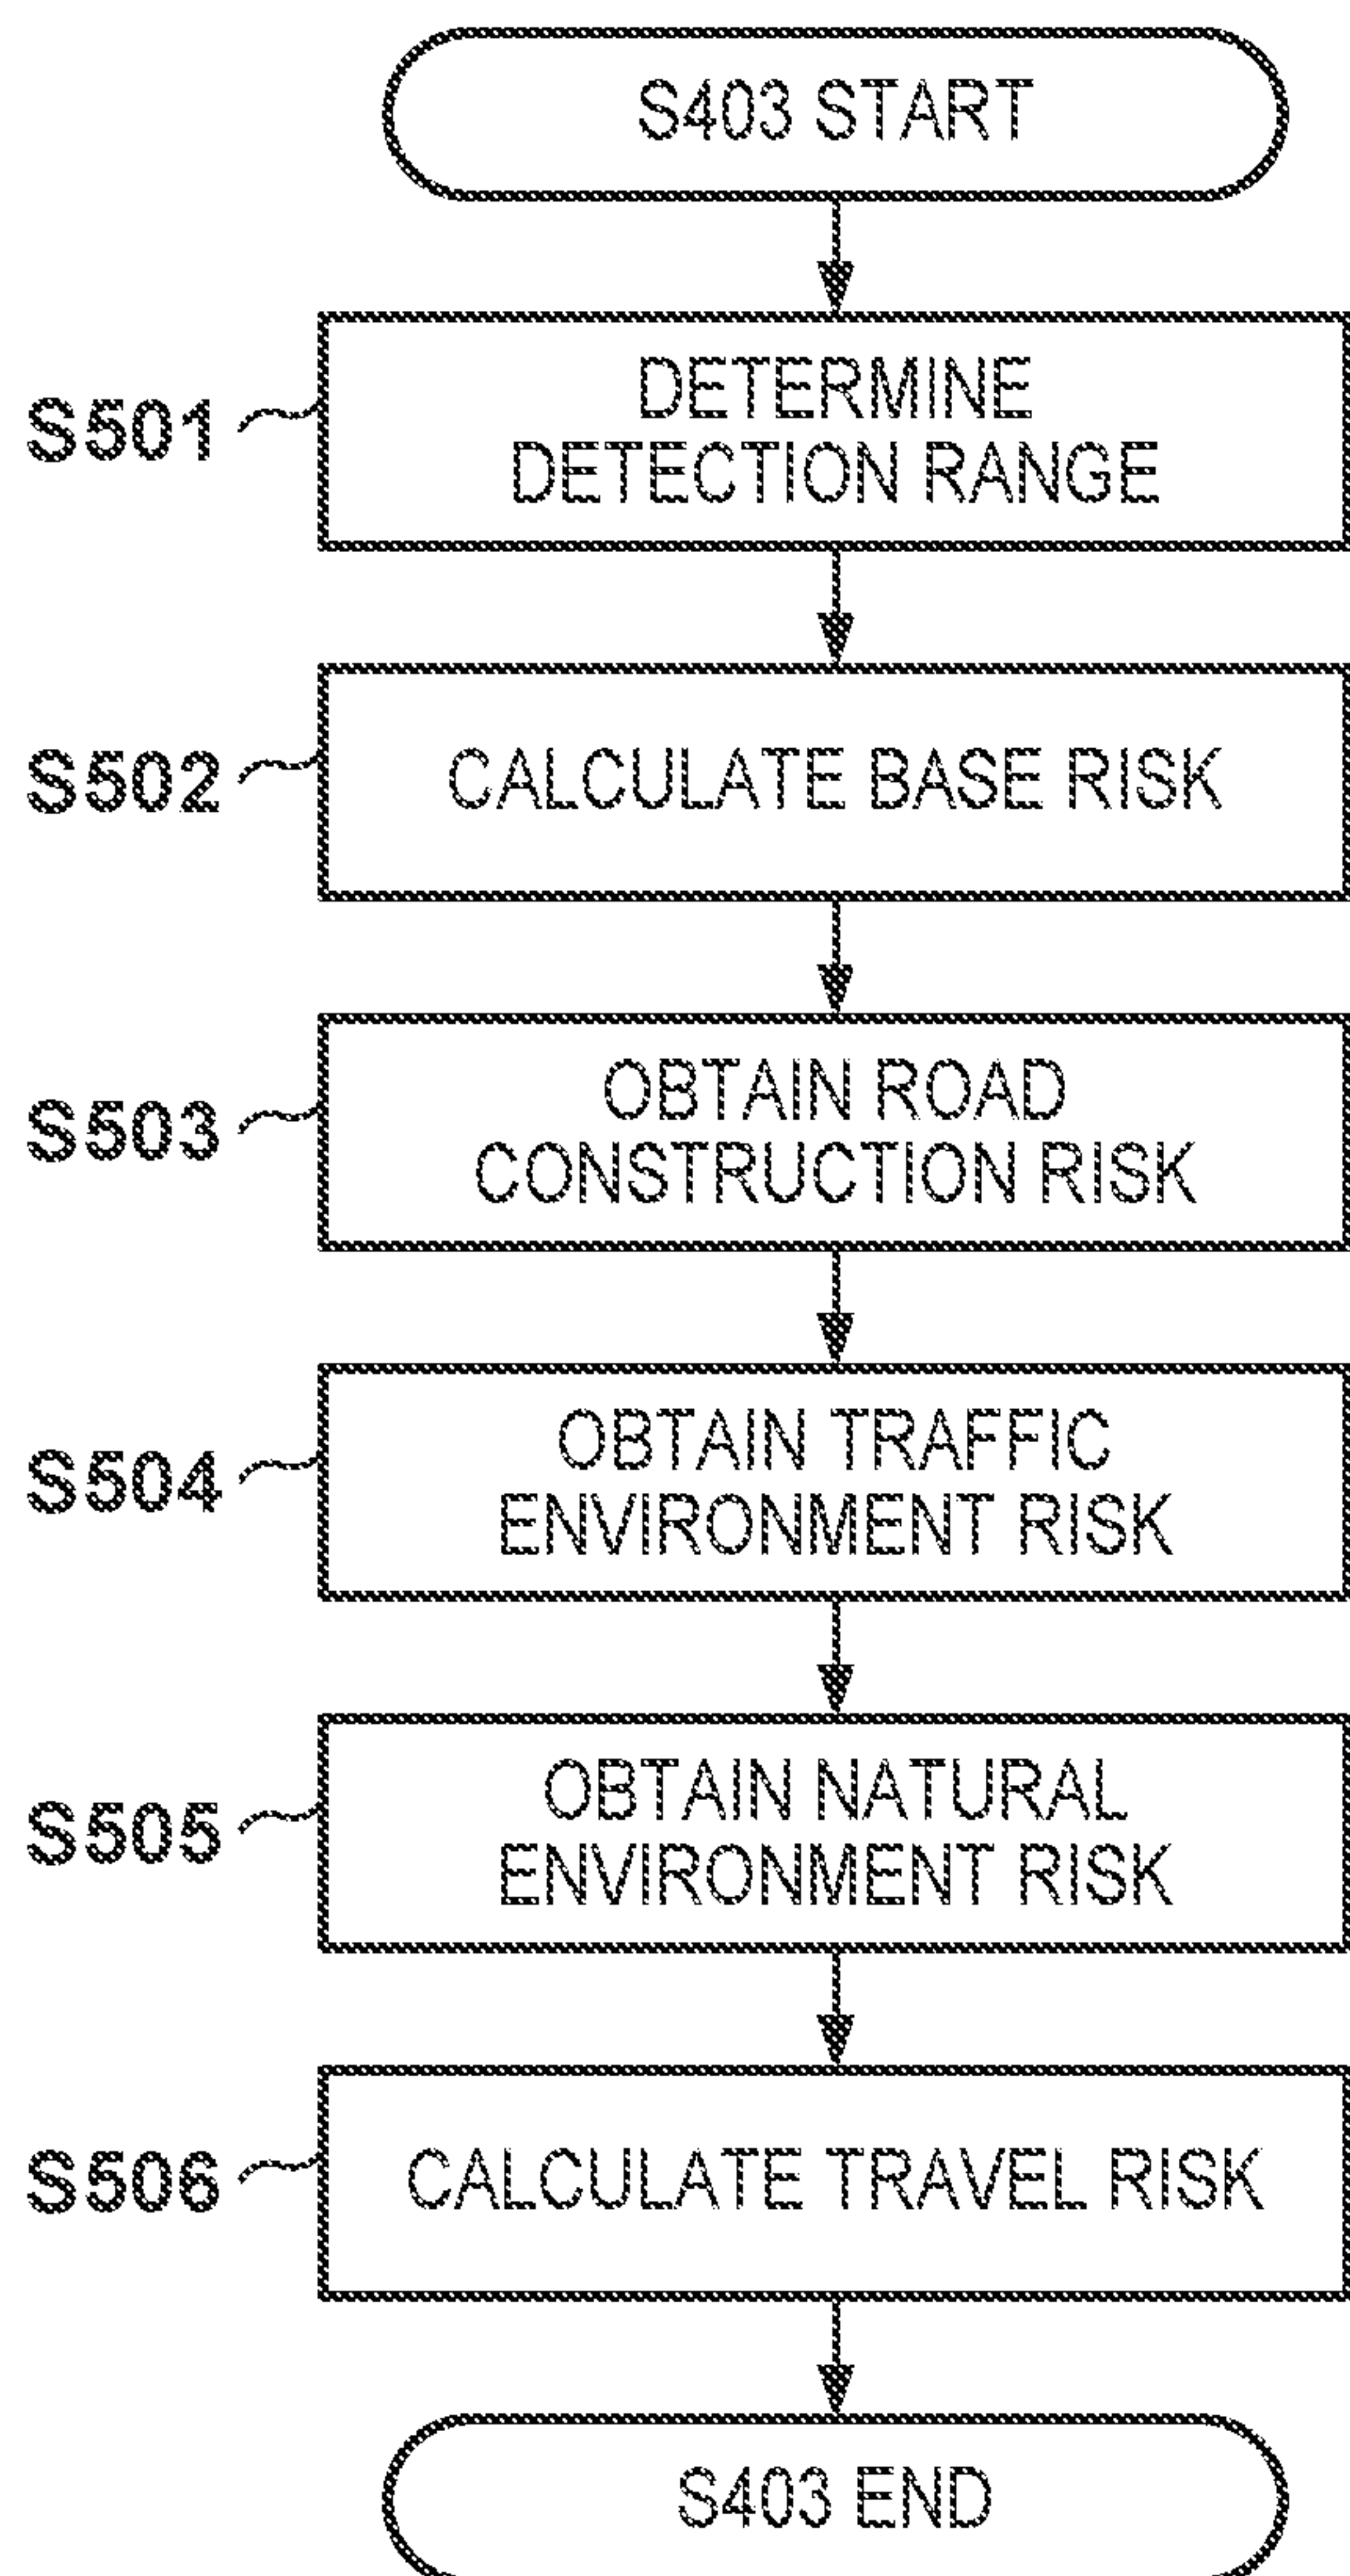 S403 START
S501
DETERMINE
DETECTION RANGE
S502
CALCULATE BASE RISK
S503
OBTAIN ROAD
CONSTRUCTION RISK
S504
OBTAIN TRAFFIC
ENVIRONMENT RISK
S505
OBTAIN NATURAL
ENVIRONMENT RISK
S506
CALCULATE TRAVEL RISK
S403 END